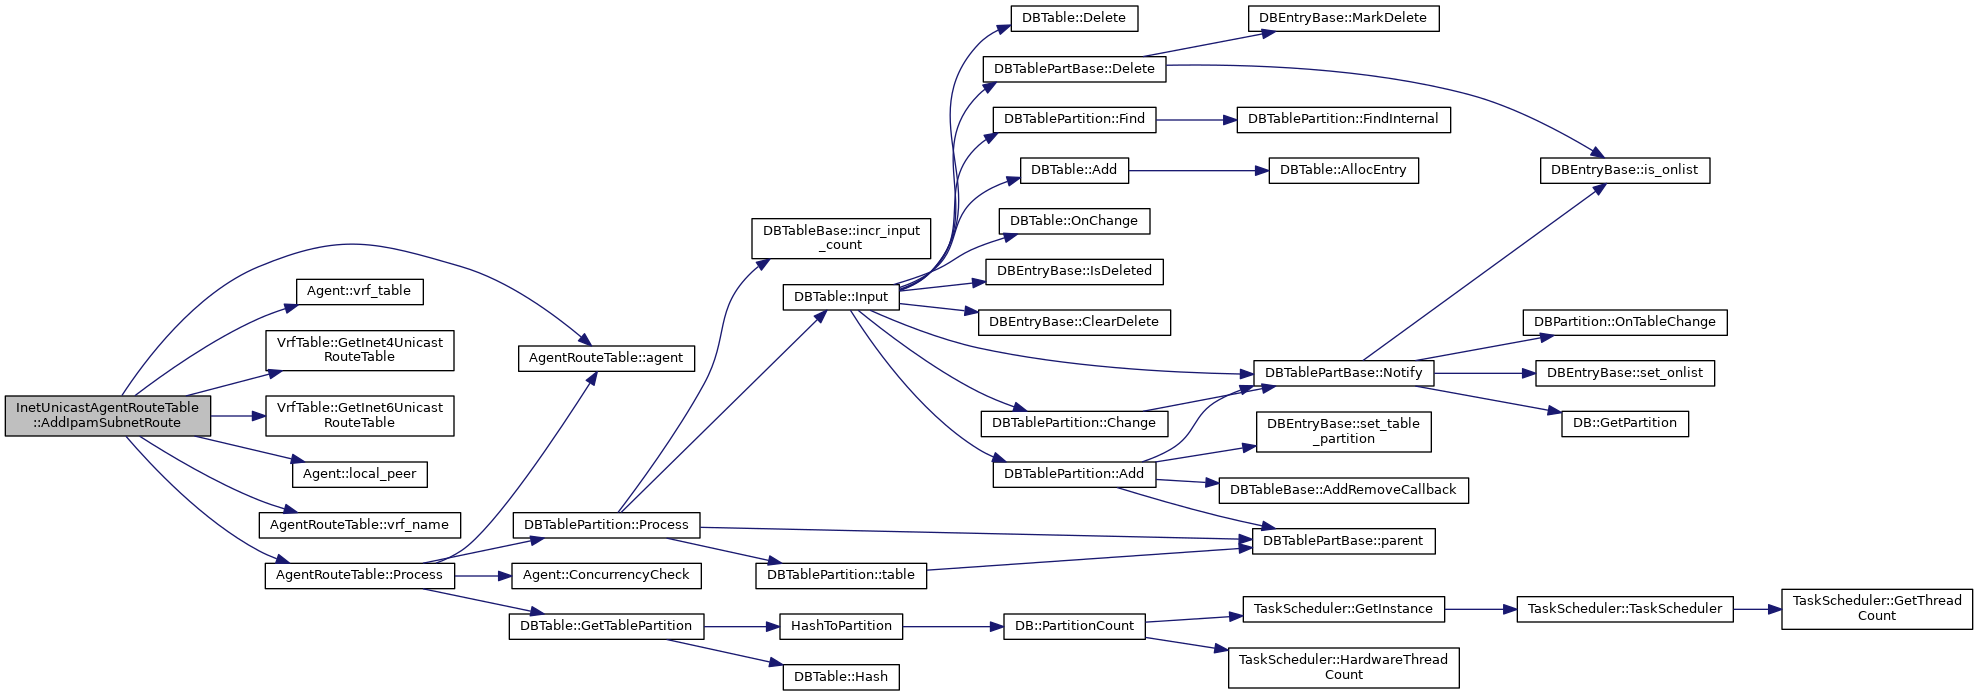 InetUnicastAgentRouteTable
::AddIpamSubnetRoute
Agent::vrf_table
VrfTable::GetInet4Unicast
RouteTable
VrfTable::GetInet6Unicast
RouteTable
Agent::local_peer
AgentRouteTable::vrf_name
AgentRouteTable::Process
AgentRouteTable::agent
DBTablePartition::Process
Agent::ConcurrencyCheck
DBTable::GetTablePartition
DBTableBase::incr_input
_count
DBTable::Input
DBTablePartition::table
HashToPartition
DBTable::Hash
DBTable::Delete
DBTablePartBase::Delete
DBTablePartition::Find
DBTable::Add
DBTable::OnChange
DBEntryBase::IsDeleted
DBEntryBase::ClearDelete
DBTablePartition::Change
DBTablePartition::Add
DB::PartitionCount
DBEntryBase::MarkDelete
DBTablePartition::FindInternal
DBTable::AllocEntry
DBTablePartBase::Notify
DBEntryBase::set_table
_partition
DBTableBase::AddRemoveCallback
DBTablePartBase::parent
TaskScheduler::GetInstance
TaskScheduler::HardwareThread
Count
DBEntryBase::is_onlist
DBPartition::OnTableChange
DBEntryBase::set_onlist
DB::GetPartition
TaskScheduler::TaskScheduler
TaskScheduler::GetThread
Count